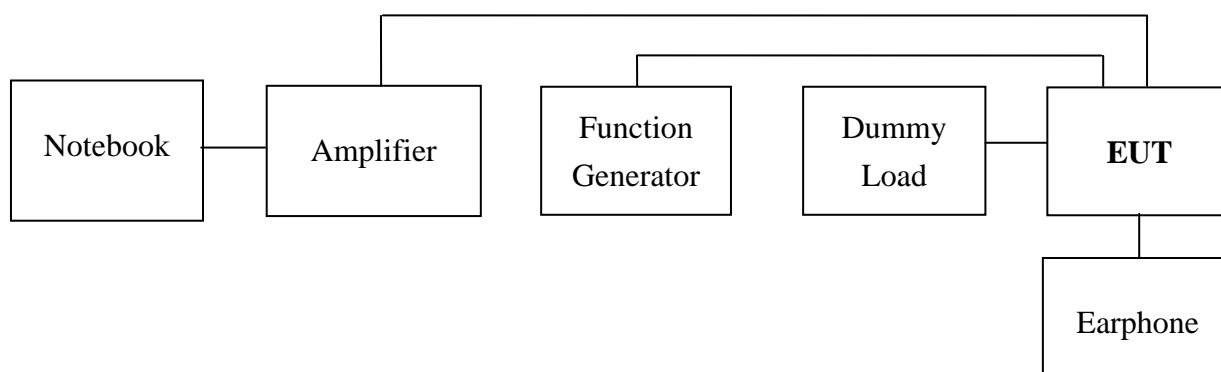 Notebook
Amplifier
Function
Generator
Dummy
Load
EUT
Earphone